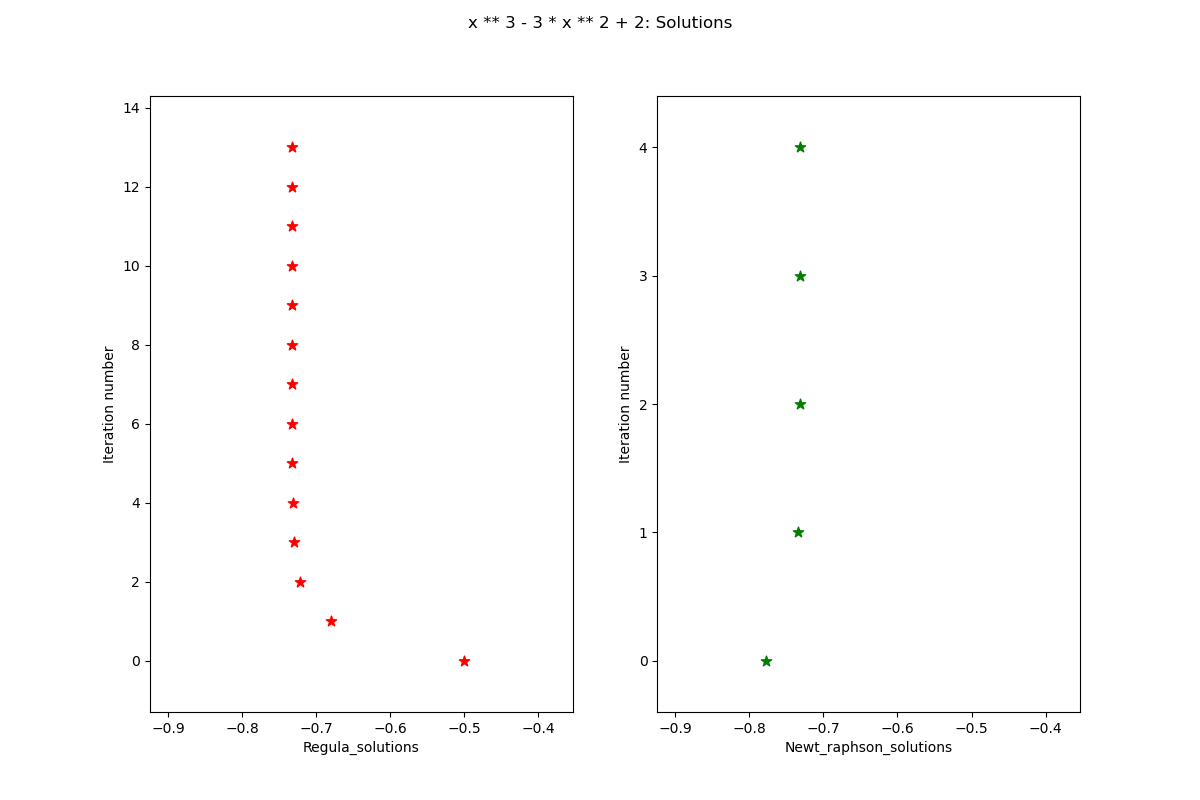 x ** 3 - 3 * x ** 2 + 2: Solutions
14
12
10
8
6
4
2
0
Iteration number
−0.9 −0.8 −0.7 −0.6 −0.5 −0.4
Regula_solutions
4
3
2
1
0
Iteration number
−0.9 −0.8 −0.7 −0.6 −0.5 −0.4
Newt_raphson_solutions